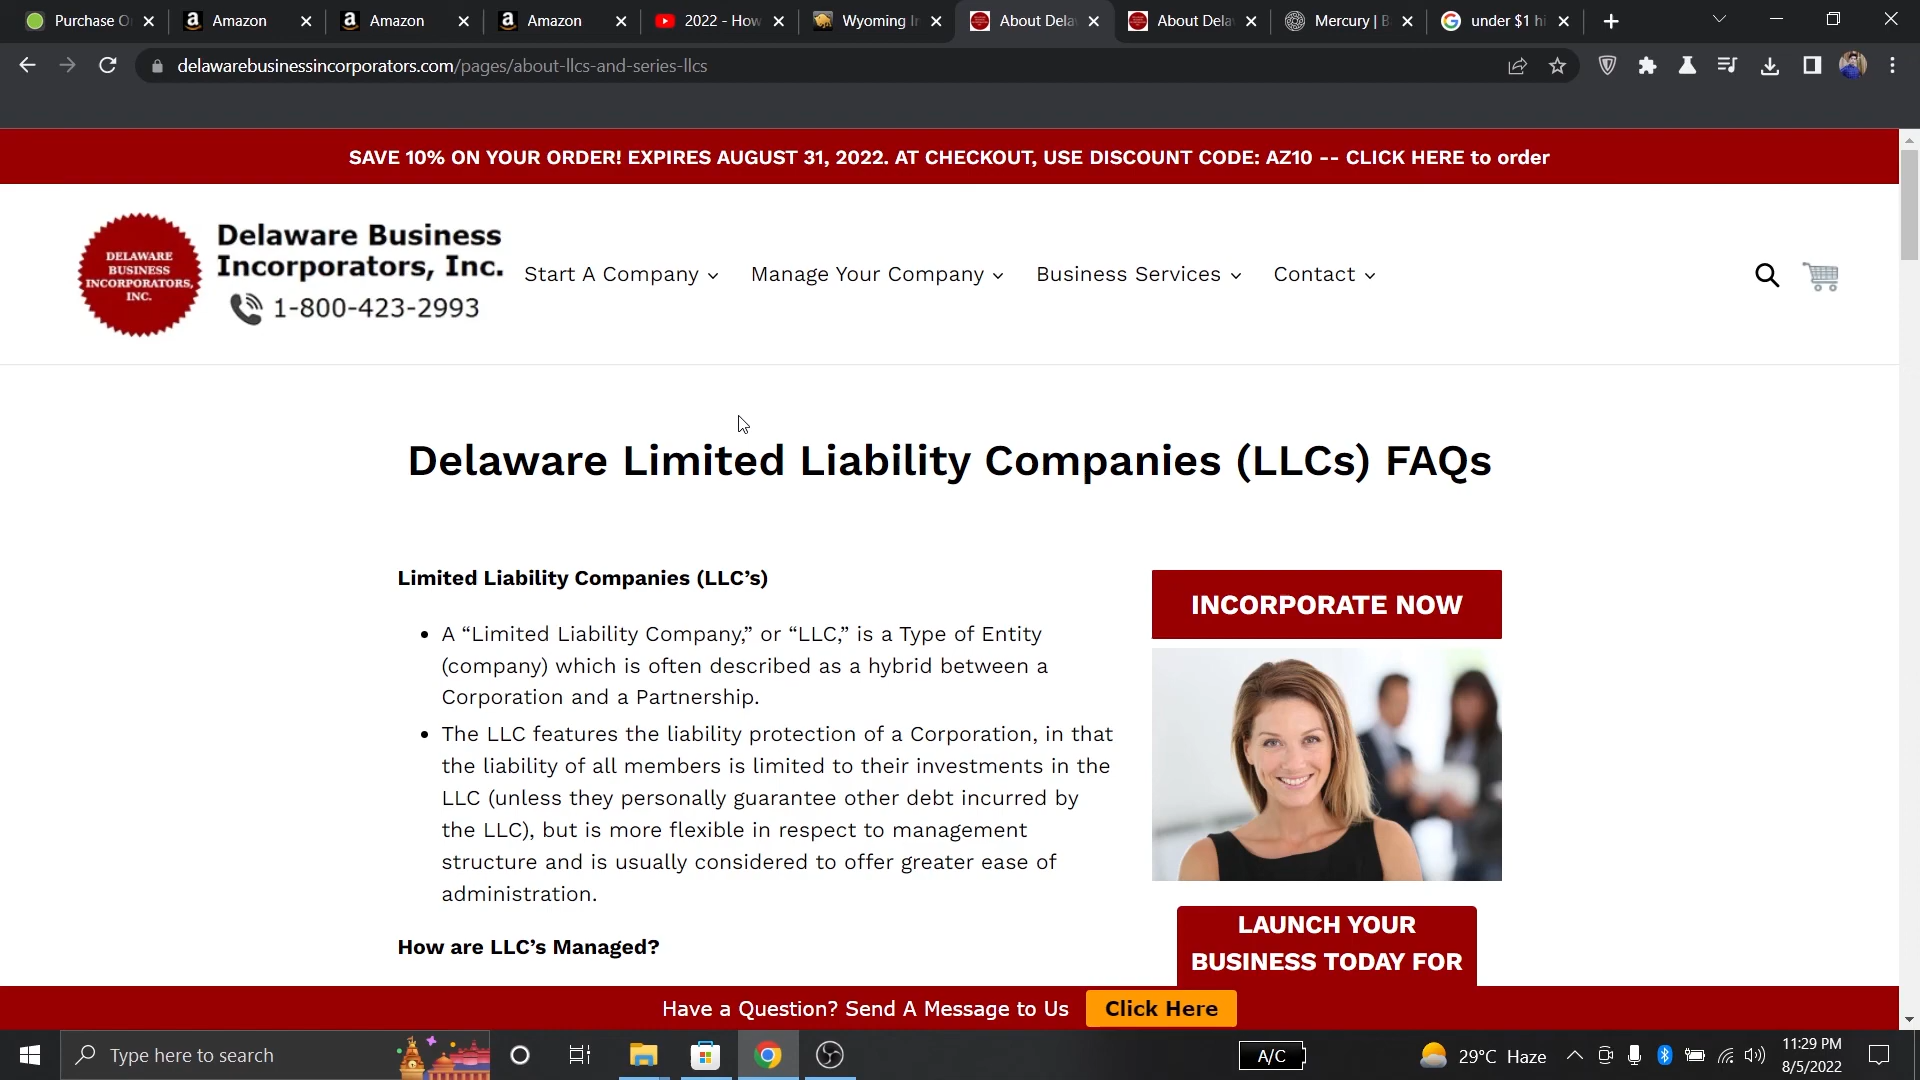 Purchase O
Amazon
Amazon
Amazon
2022 - How
Wyoming In
About Dela
About Dela
Mercury | B
under $1 hi
delawarebusinessincorporators.com/pages/about-llcs-and-series-llcs
SAVE 10% ON YOUR ORDER! EXPIRES AUGUST 31, 2022. AT CHECKOUT, USE DISCOUNT CODE: AZ10 -- CLICK HERE to order
DELAWARE
BUSINESS
INCORPORATORS,
INC.
Delaware Business
Incorporators, Inc.
1-800-423-2993
Start A Company
Manage Your Company
Business Services
Contact
Delaware Limited Liability Companies (LLCs) FAQs
Limited Liability Companies (LLC’s)
• A “Limited Liability Company,” or “LLC,” is a Type of Entity
(company) which is often described as a hybrid between a
Corporation and a Partnership.
• The LLC features the liability protection of a Corporation, in that
the liability of all members is limited to their investments in the
LLC (unless they personally guarantee other debt incurred by
the LLC), but is more flexible in respect to management
structure and is usually considered to offer greater ease of
administration.
How are LLC’s Managed?
INCORPORATE NOW
LAUNCH YOUR
BUSINESS TODAY FOR
Have a Question? Send A Message to Us
Click Here
Type here to search
A/C
29°C Haze
11:29 PM
8/5/2022